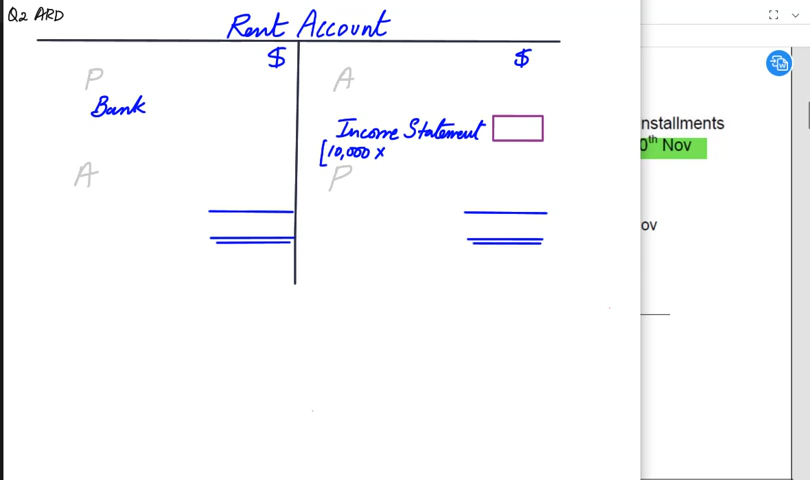 Q2 ARD
Rent Account
$ $
P A
Bank
Income Statement
[10,000 x
A P
nstallments
0th Nov
ov